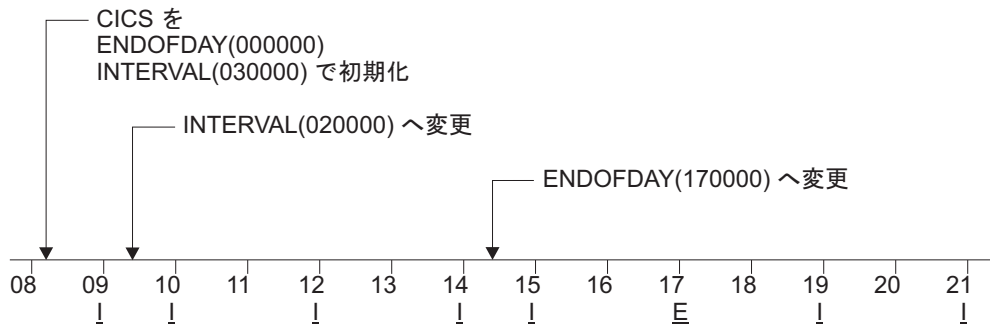 CICS を
ENDOFDAY(000000)
INTERVAL(030000) で初期化
INTERVAL(020000) へ変更
ENDOFDAY(170000) へ変更
08 09 10 11 12 13 14 15 16 17 18 19 20 21
I I I I I E I I